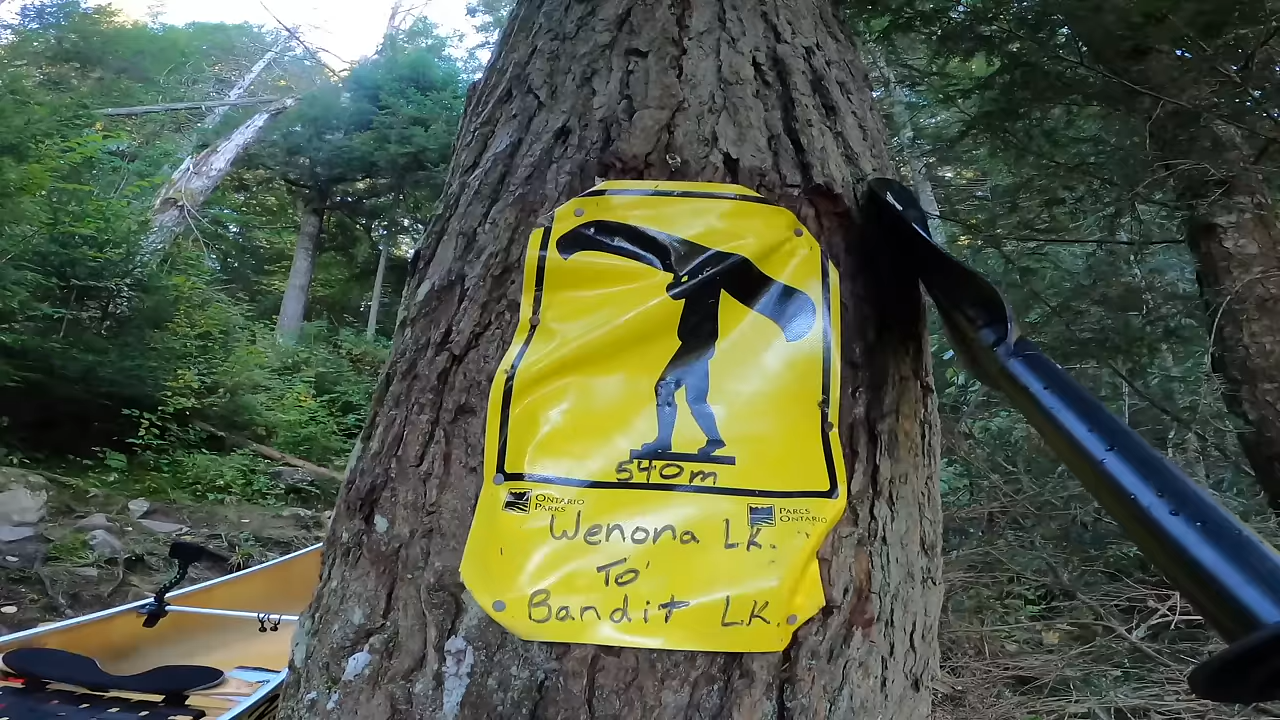 540m
ONTARIO PARKS
PARCS ONTARIO
Wenona LK.
To
Bandit LK.